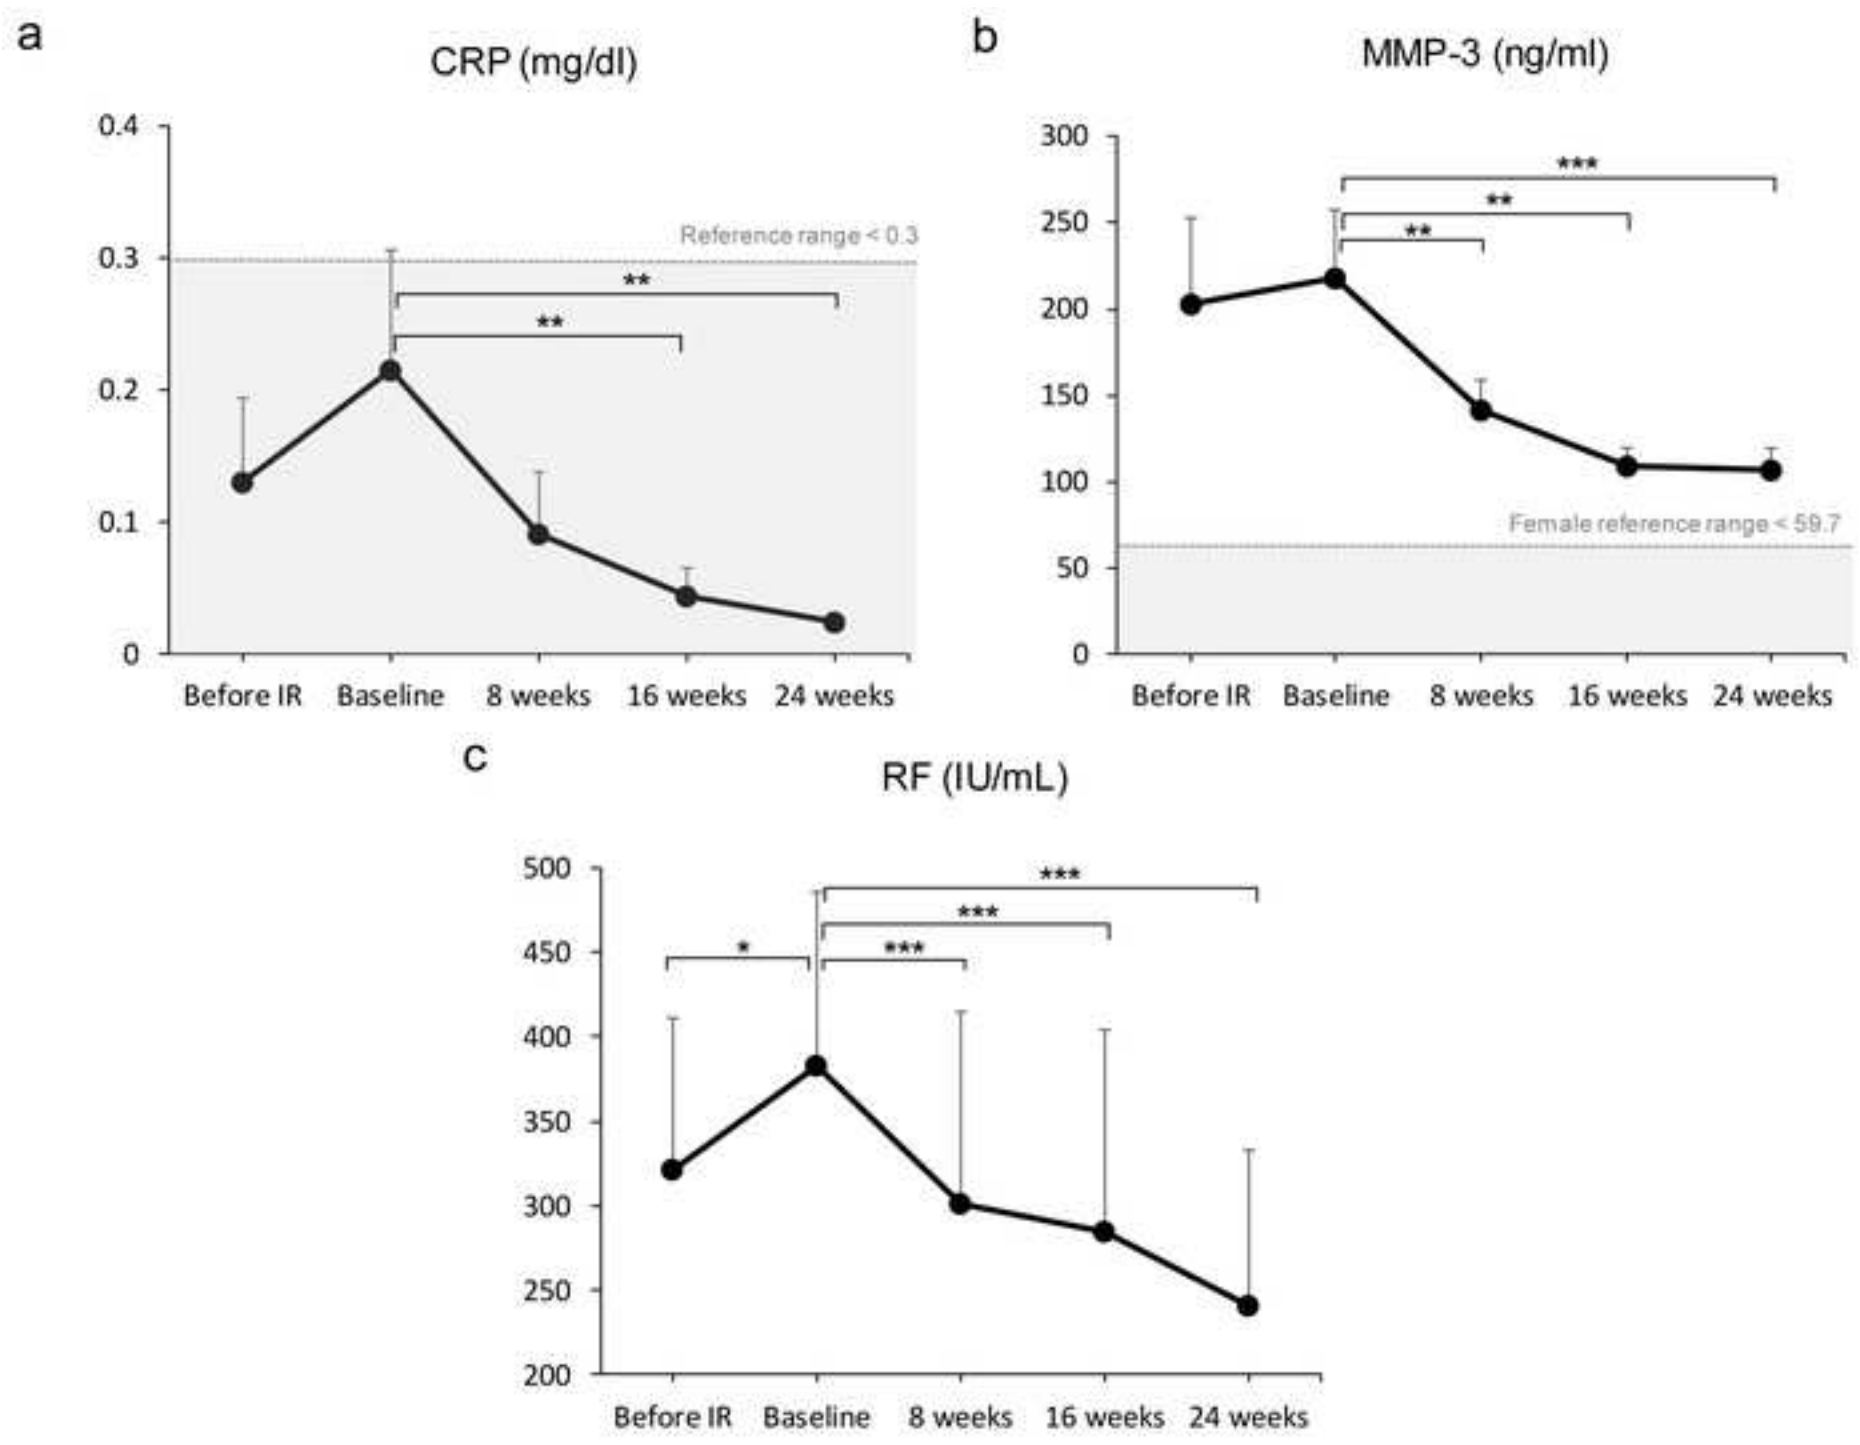 a
CRP (mg/dl)
0.4
0.3
0.2
0.1
0
Reference range < 0.3
**
**
Before IR Baseline 8 weeks 16 weeks 24 weeks
b
MMP-3 (ng/ml)
300
250
200
150
100
50
0
***
**
**
Female reference range < 59.7
Before IR Baseline 8 weeks 16 weeks 24 weeks
c
RF (IU/mL)
500
450
400
350
300
250
200
***
***
*
***
Before IR Baseline 8 weeks 16 weeks 24 weeks